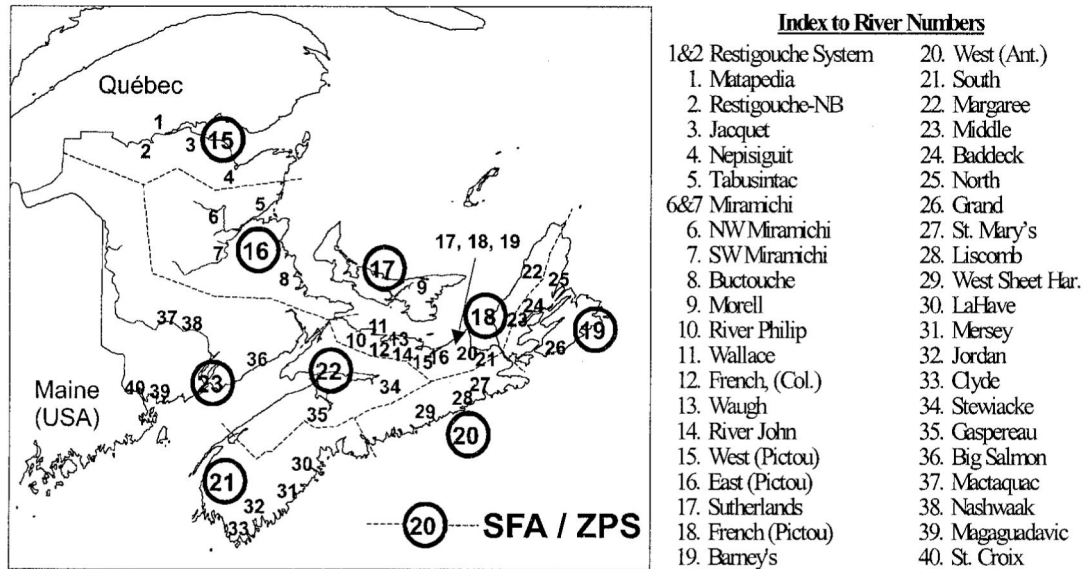 Québec
1
15
2
3
4
5
6
16
7
17, 18, 19
17
8
9
22
25
24
18
23
19
37
38
11
13
10
12
14
15
16
20
21
26
36
22
34
27
28
23
40
39
Maine
(USA)
35
29
20
30
21
31
32
33
20 SFA / ZPS
Index to River Numbers
1&2 Restigouche System
1. Matapedia
2. Restigouche-NB
3. Jacquet
4. Nepisiguit
5. Tabusintac
6&7 Miramichi
6. NW Miramichi
7. SW Miramichi
8. Buctouche
9. Morell
10. River Philip
11. Wallace
12. French, (Col.)
13. Waugh
14. River John
15. West (Pictou)
16. East (Pictou)
17. Sutherlands
18. French (Pictou)
19. Barney's
20. West (Ant.)
21. South
22. Margaree
23. Middle
24. Baddeck
25. North
26. Grand
27. St. Mary's
28. Liscomb
29. West Sheet Har.
30. LaHave
31. Mersey
32. Jordan
33. Clyde
34. Stewiacke
35. Gaspereau
36. Big Salmon
37. Mactaquac
38. Nashwaak
39. Magaguadavic
40. St. Croix